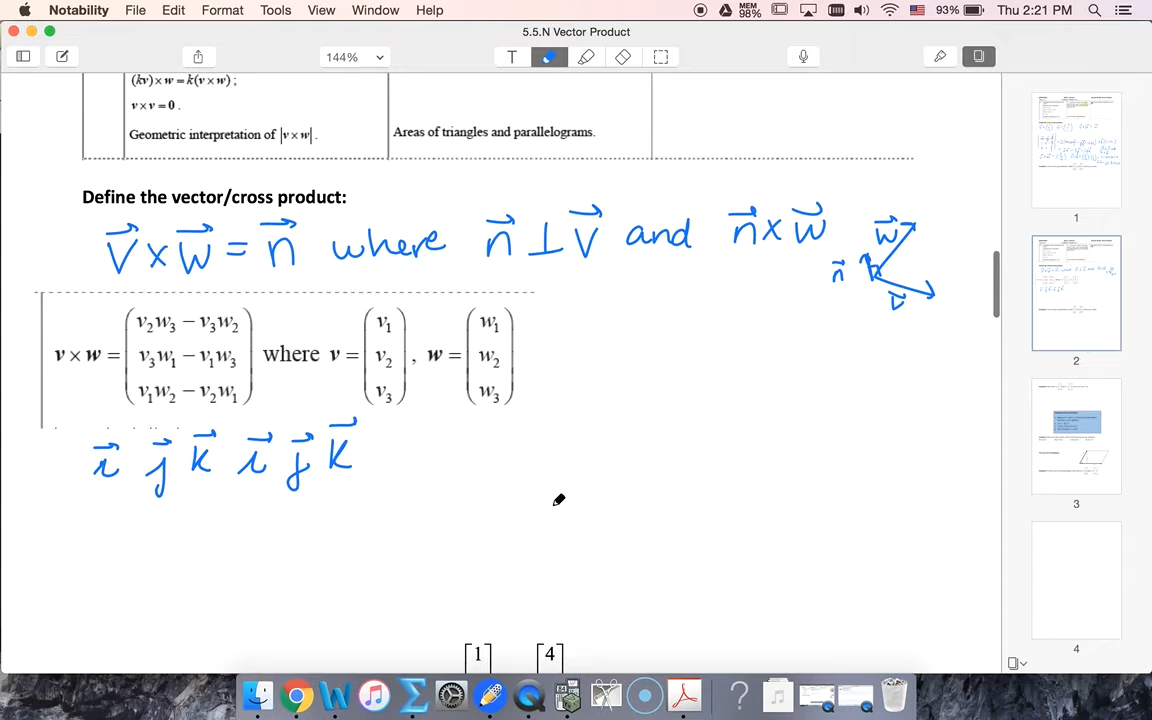 Notability File Edit Format Tools View Window Help MEM 98% 93% Thu 2:21 PM
5.5.N Vector Product
144% T
(kv)×w = k(v×w);
v×v = 0.
Geometric interpretation of |v×w|. Areas of triangles and parallelograms.
Define the vector/cross product:
v⃗ × w⃗ = n⃗ where n⃗ ⊥ v⃗ and n⃗ × w⃗
w⃗
n⃗
v⃗
v × w = (v₂w₃ − v₃w₂, v₃w₁ − v₁w₃, v₁w₂ − v₂w₁) where v = (v₁, v₂, v₃), w = (w₁, w₂, w₃)
i⃗ j⃗ k⃗ i⃗ j⃗ k⃗
[1] [4]
1
2
3
4